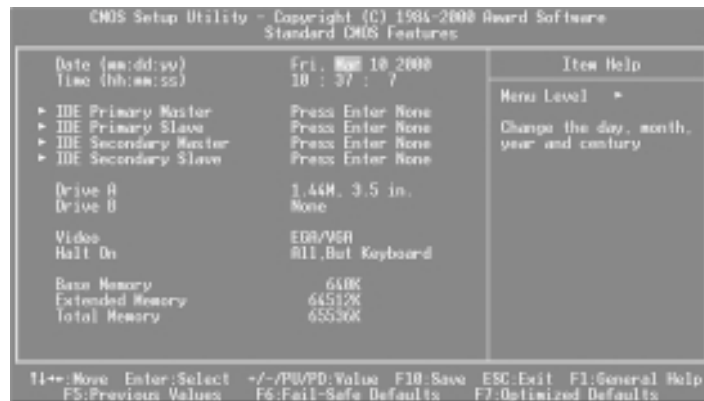 CMOS Setup Utility - Copyright (C) 1984-2000 Award Software
Standard CMOS Features
Date (mm:dd:yy) Fri, Mar 10 2000
Time (hh:mm:ss) 10 : 37 : 7
► IDE Primary Master Press Enter None
► IDE Primary Slave Press Enter None
► IDE Secondary Master Press Enter None
► IDE Secondary Slave Press Enter None
Drive A 1.44M, 3.5 in.
Drive B None
Video EGA/VGA
Halt On All,But Keyboard
Base Memory 640K
Extended Memory 64512K
Total Memory 65536K
Item Help
Menu Level ►
Change the day, month,
year and century
↑↓→←:Move Enter:Select +/-/PU/PD:Value F10:Save ESC:Exit F1:General Help
F5:Previous Values F6:Fail-Safe Defaults F7:Optimized Defaults